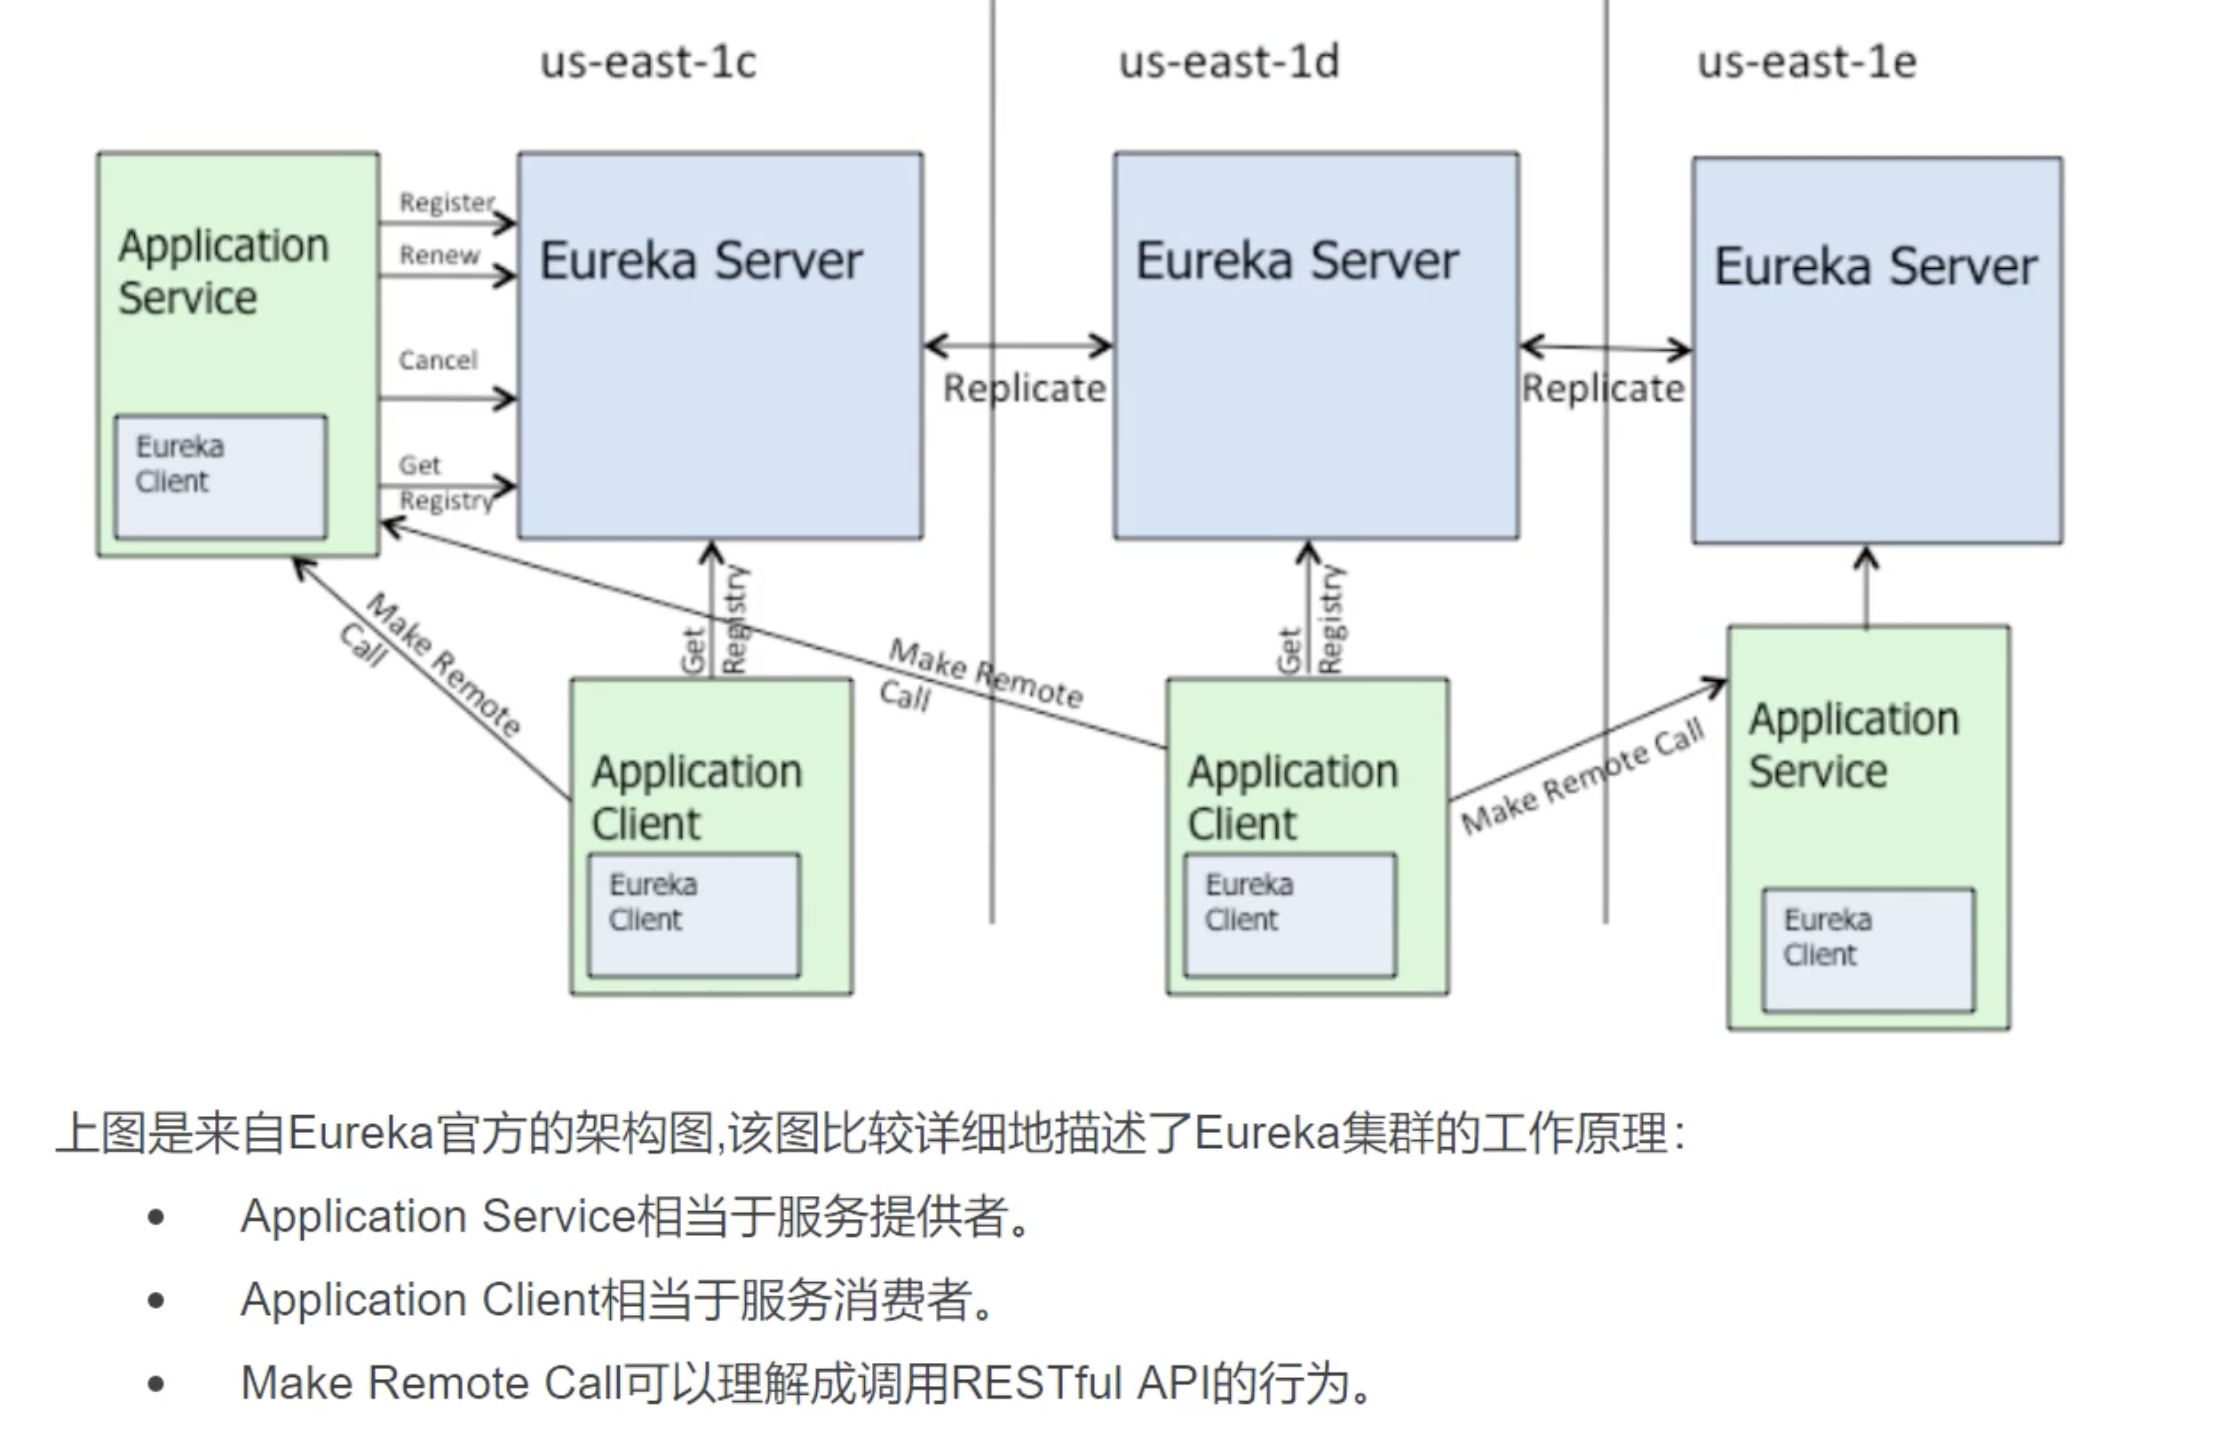 us-east-1c
us-east-1d
us-east-1e
Application
Service
Eureka
Client
Register
Renew
Cancel
Get
Registry
Eureka Server
Replicate
Eureka Server
Replicate
Eureka Server
Make Remote
Call
Get
Registry
Make Remote
Call
Get
Registry
Make Remote Call
Application
Client
Eureka
Client
Application
Client
Eureka
Client
Application
Service
Eureka
Client
上图是来自Eureka官方的架构图,该图比较详细地描述了Eureka集群的工作原理：
• Application Service相当于服务提供者。
• Application Client相当于服务消费者。
• Make Remote Call可以理解成调用RESTful API的行为。